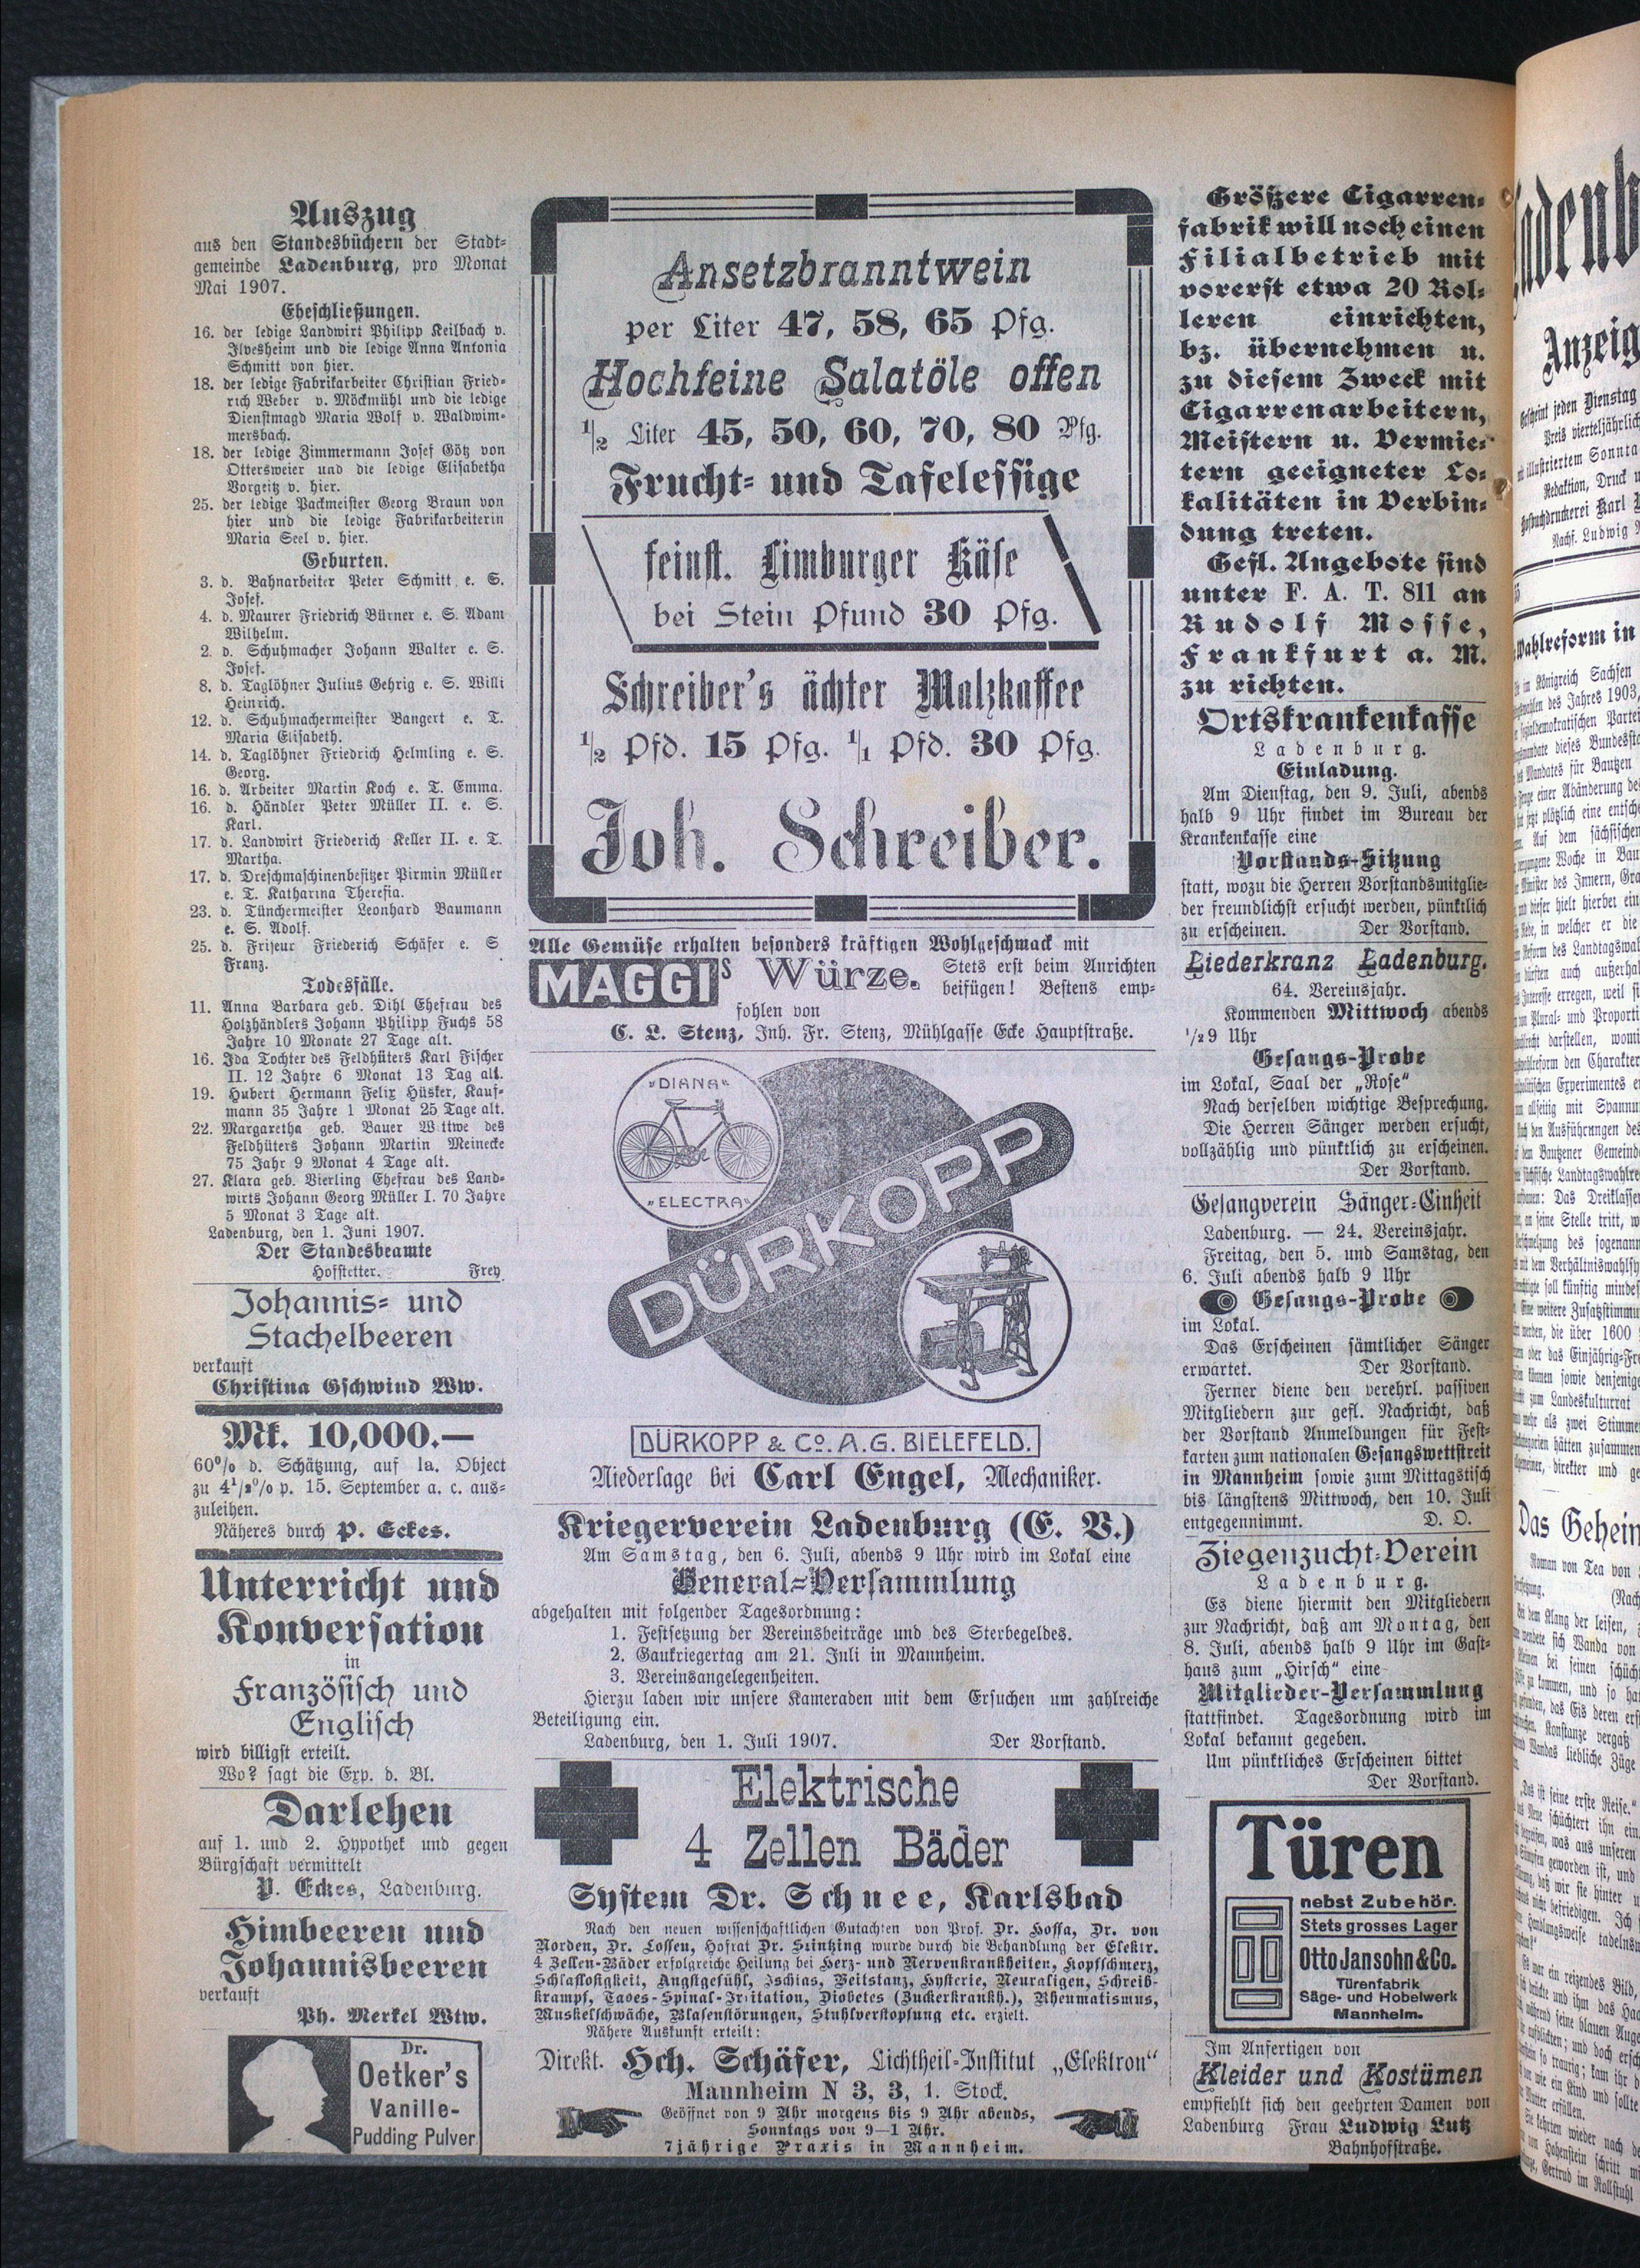 Auszug
aus den Standesbüchern der Stadt-
gemeinde Ladenburg, pro Monat
Mai 1907.
Eheschließungen.
16. der ledige Landwirt Philipp Keilbach v.
Ilvesheim und die ledige Anna Antonia
Schmitt von hier.
18. der ledige Fabrikarbeiter Christian Fried-
rich Weber v. Möckmühl und die ledige
Dienstmagd Maria Wolf v. Waldwim-
mersbach.
18. der ledige Zimmermann Josef Götz von
Ottersweier und die ledige Elisabetha
Vorgeitz v. hier.
25. der ledige Packmeister Georg Braun von
hier und die ledige Fabrikarbeiterin
Maria Seel v. hier.
Geburten.
3. d. Bahnarbeiter Peter Schmitt e. S.
Josef.
4. d. Maurer Friedrich Bürner e. S. Adam
Wilhelm.
2. d. Schuhmacher Johann Walter e. S.
Josef.
8. d. Taglöhner Julius Gehrig e. S. Willi
Heinrich.
12. d. Schuhmachermeister Bangert e. T.
Maria Elisabeth.
14. d. Taglöhner Friedrich Helmling e. S.
Georg.
16. d. Arbeiter Martin Koch e. T. Emma.
16. d. Händler Peter Müller II. e. S.
Karl.
17. d. Landwirt Friederich Keller II. e. T.
Martha.
17. d. Dreschmaschinenbesitzer Pirmin Müller
e. T. Katharina Theresia.
23. d. Tünchermeister Leonhard Baumann
e. S. Adolf.
25. d. Friseur Friederich Schäfer e. S
Franz.
Todesfälle.
11. Anna Barbara geb. Dihl Ehefrau des
Holzhändlers Johann Philipp Fuchs 58
Jahre 10 Monate 27 Tage alt.
16. Ida Tochter des Feldhüters Karl Fischer
II. 12 Jahre 6 Monat 13 Tag alt.
19. Hubert Hermann Felix Hüsker, Kauf-
mann 35 Jahre 1 Monat 25 Tage alt.
22. Margaretha geb. Bauer Wittwe des
Feldhüters Johann Martin Meinecke
75 Jahr 9 Monat 4 Tage alt.
27. Klara geb. Vierling Ehefrau des Land-
wirts Johann Georg Müller I. 70 Jahre
5 Monat 3 Tage alt.
Ladenburg, den 1. Juni 1907.
Der Standesbeamte
Hofstetter. Frey
Johannis- und
Stachelbeeren
verkauft
Christina Gschwind Ww.
Mk. 10,000.—
60% d. Schätzung, auf Ia. Object
zu 4 1/2% p. 15. September a. c. aus-
zuleihen.
Näheres durch P. Eckes.
Unterricht und
Konversation
in
Französisch und
Englisch
wird billigst erteilt.
Wo? sagt die Exp. d. Bl.
Darlehen
auf 1. und 2. Hypothek und gegen
Bürgschaft vermittelt
P. Eckes, Ladenburg.
Himbeeren und
Johannisbeeren
verkauft
Ph. Merkel Wtw.
Dr.
Oetker's
Vanille-
Pudding Pulver
Ansetzbranntwein
per Liter 47, 58, 65 Pfg.
Hochfeine Salatöle offen
1/2 Liter 45, 50, 60, 70, 80 Pfg.
Frucht- und Tafelessige
feinst. Limburger Käse
bei Stein Pfund 30 Pfg.
Schreiber's ächter Malzkaffee
1/2 Pfd. 15 Pfg. 1/1 Pfd. 30 Pfg.
Joh. Schreiber.
Alle Gemüse erhalten besonders kräftigen Wohlgeschmack mit
MAGGIs Würze. Stets erst beim Anrichten
beifügen! Bestens emp-
fohlen von
C. L. Stenz, Inh. Fr. Stenz, Mühlgasse Ecke Hauptstraße.
"DIANA"
"ELECTRA"
DÜRKOPP
DÜRKOPP & Co. A.G. BIELEFELD.
Niederlage bei Carl Engel, Mechaniker.
Kriegerverein Ladenburg (E. V.)
Am Samstag, den 6. Juli, abends 9 Uhr wird im Lokal eine
General-Versammlung
abgehalten mit folgender Tagesordnung:
1. Festsetzung der Vereinsbeiträge und des Sterbegeldes.
2. Gaukriegertag am 21. Juli in Mannheim.
3. Vereinsangelegenheiten.
Hierzu laden wir unsere Kameraden mit dem Ersuchen um zahlreiche
Beteiligung ein.
Ladenburg, den 1. Juli 1907. Der Vorstand.
Elektrische
4 Zellen Bäder
System Dr. Schnee, Karlsbad
Nach den neuen wissenschaftlichen Gutachten von Prof. Dr. Hoffa, Dr. von
Norden, Dr. Lossen, Hofrat Dr. Stintzing wurde durch die Behandlung der Elektr.
4 Zellen-Bäder erfolgreiche Heilung bei Herz- und Nervenkrankheiten, Kopfschmerz,
Schlaflosigkeit, Angstgefühl, Ischias, Veitstanz, Hysterie, Neuralgien, Schreib-
krampf, Tabes-Spinal-Irritation, Diobetes (Zuckerkrankh.), Rheumatismus,
Muskelschwäche, Blasenstörungen, Stuhlverstopfung etc. erzielt.
Nähere Auskunft erteilt:
Direkt. Hch. Schäfer, Lichtheil-Institut „Elektron“
Mannheim N 3, 3, 1. Stock.
Geöffnet von 9 Uhr morgens bis 9 Uhr abends,
Sonntags von 9—1 Uhr.
7jährige Praxis in Mannheim.
Größere Cigarren-
fabrik will noch einen
Filialbetrieb mit
vorerst etwa 20 Rol-
leren einrichten,
bz. übernehmen u.
zu diesem Zweck mit
Cigarrenarbeitern,
Meistern u. Vermie-
tern geeigneter Lo-
kalitäten in Verbin-
dung treten.
Gefl. Angebote sind
unter F. A. T. 811 an
Rudolf Mosse,
Frankfurt a. M.
zu richten.
Ortskrankenkasse
Ladenburg.
Einladung.
Am Dienstag, den 9. Juli, abends
halb 9 Uhr findet im Bureau der
Krankenkasse eine
Vorstands-Sitzung
statt, wozu die Herren Vorstandsmitglie-
der freundlichst ersucht werden, pünktlich
zu erscheinen. Der Vorstand.
Liederkranz Ladenburg.
64. Vereinsjahr.
Kommenden Mittwoch abends
1/2 9 Uhr
Gesangs-Probe
im Lokal, Saal der „Rose“
Nach derselben wichtige Besprechung.
Die Herren Sänger werden ersucht,
vollzählig und pünktlich zu erscheinen.
Der Vorstand.
Gesangverein Sänger-Einheit
Ladenburg. — 24. Vereinsjahr.
Freitag, den 5. und Samstag, den
6. Juli abends halb 9 Uhr
Gesangs-Probe
im Lokal.
Das Erscheinen sämtlicher Sänger
erwartet. Der Vorstand.
Ferner diene den verehrl. passiven
Mitgliedern zur gefl. Nachricht, daß
der Vorstand Anmeldungen für Fest-
karten zum nationalen Gesangswettstreit
in Mannheim sowie zum Mittagstisch
bis längstens Mittwoch, den 10. Juli
entgegennimmt. D. O.
Ziegenzucht-Verein
Ladenburg.
Es diene hiermit den Mitgliedern
zur Nachricht, daß am Montag, den
8. Juli, abends halb 9 Uhr im Gast-
haus zum „Hirsch“ eine
Mitglieder-Versammlung
stattfindet. Tagesordnung wird im
Lokal bekannt gegeben.
Um pünktliches Erscheinen bittet
Der Vorstand.
Türen
nebst Zubehör.
Stets grosses Lager
Otto Jansohn & Co.
Türenfabrik
Säge- und Hobelwerk
Mannheim.
Im Anfertigen von
Kleider und Kostümen
empfiehlt sich den geehrten Damen von
Ladenburg Frau Ludwig Lutz
Bahnhofstraße.
Anzeig
jeden Dienstag
Preis vierteljährlich
illustriertem Sonnta
Redaktion, Druck u
Nachf. Ludwig
Wahlreform in
im Königreich Sachsen
des Jahres 1903,
Das Geheim
Roman von Tea von